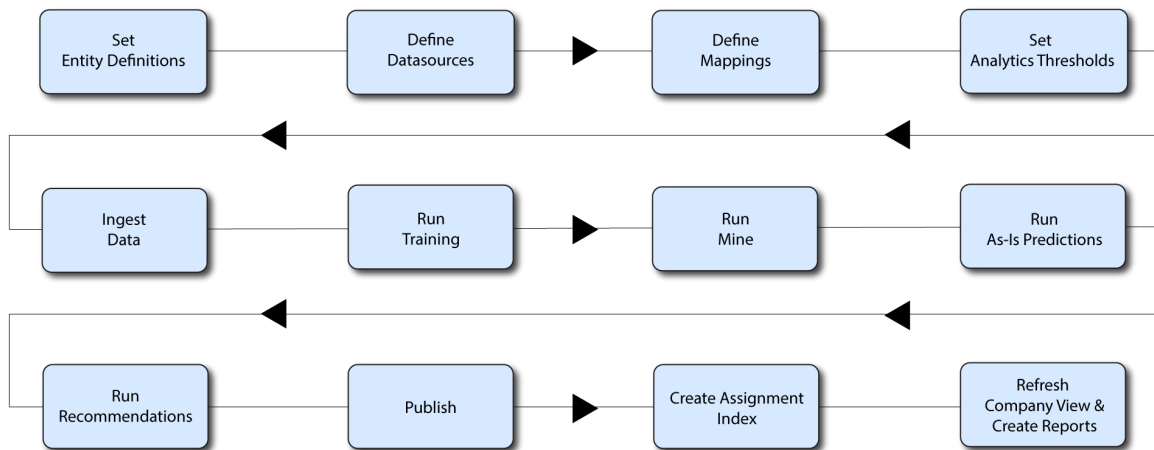 Set
Entity Definitions
Define
Datasources
Define
Mappings
Set
Analytics Thresholds
Ingest
Data
Run
Training
Run
Mine
Run
As-Is Predictions
Run
Recommendations
Publish
Create Assignment
Index
Refresh
Company View &
Create Reports